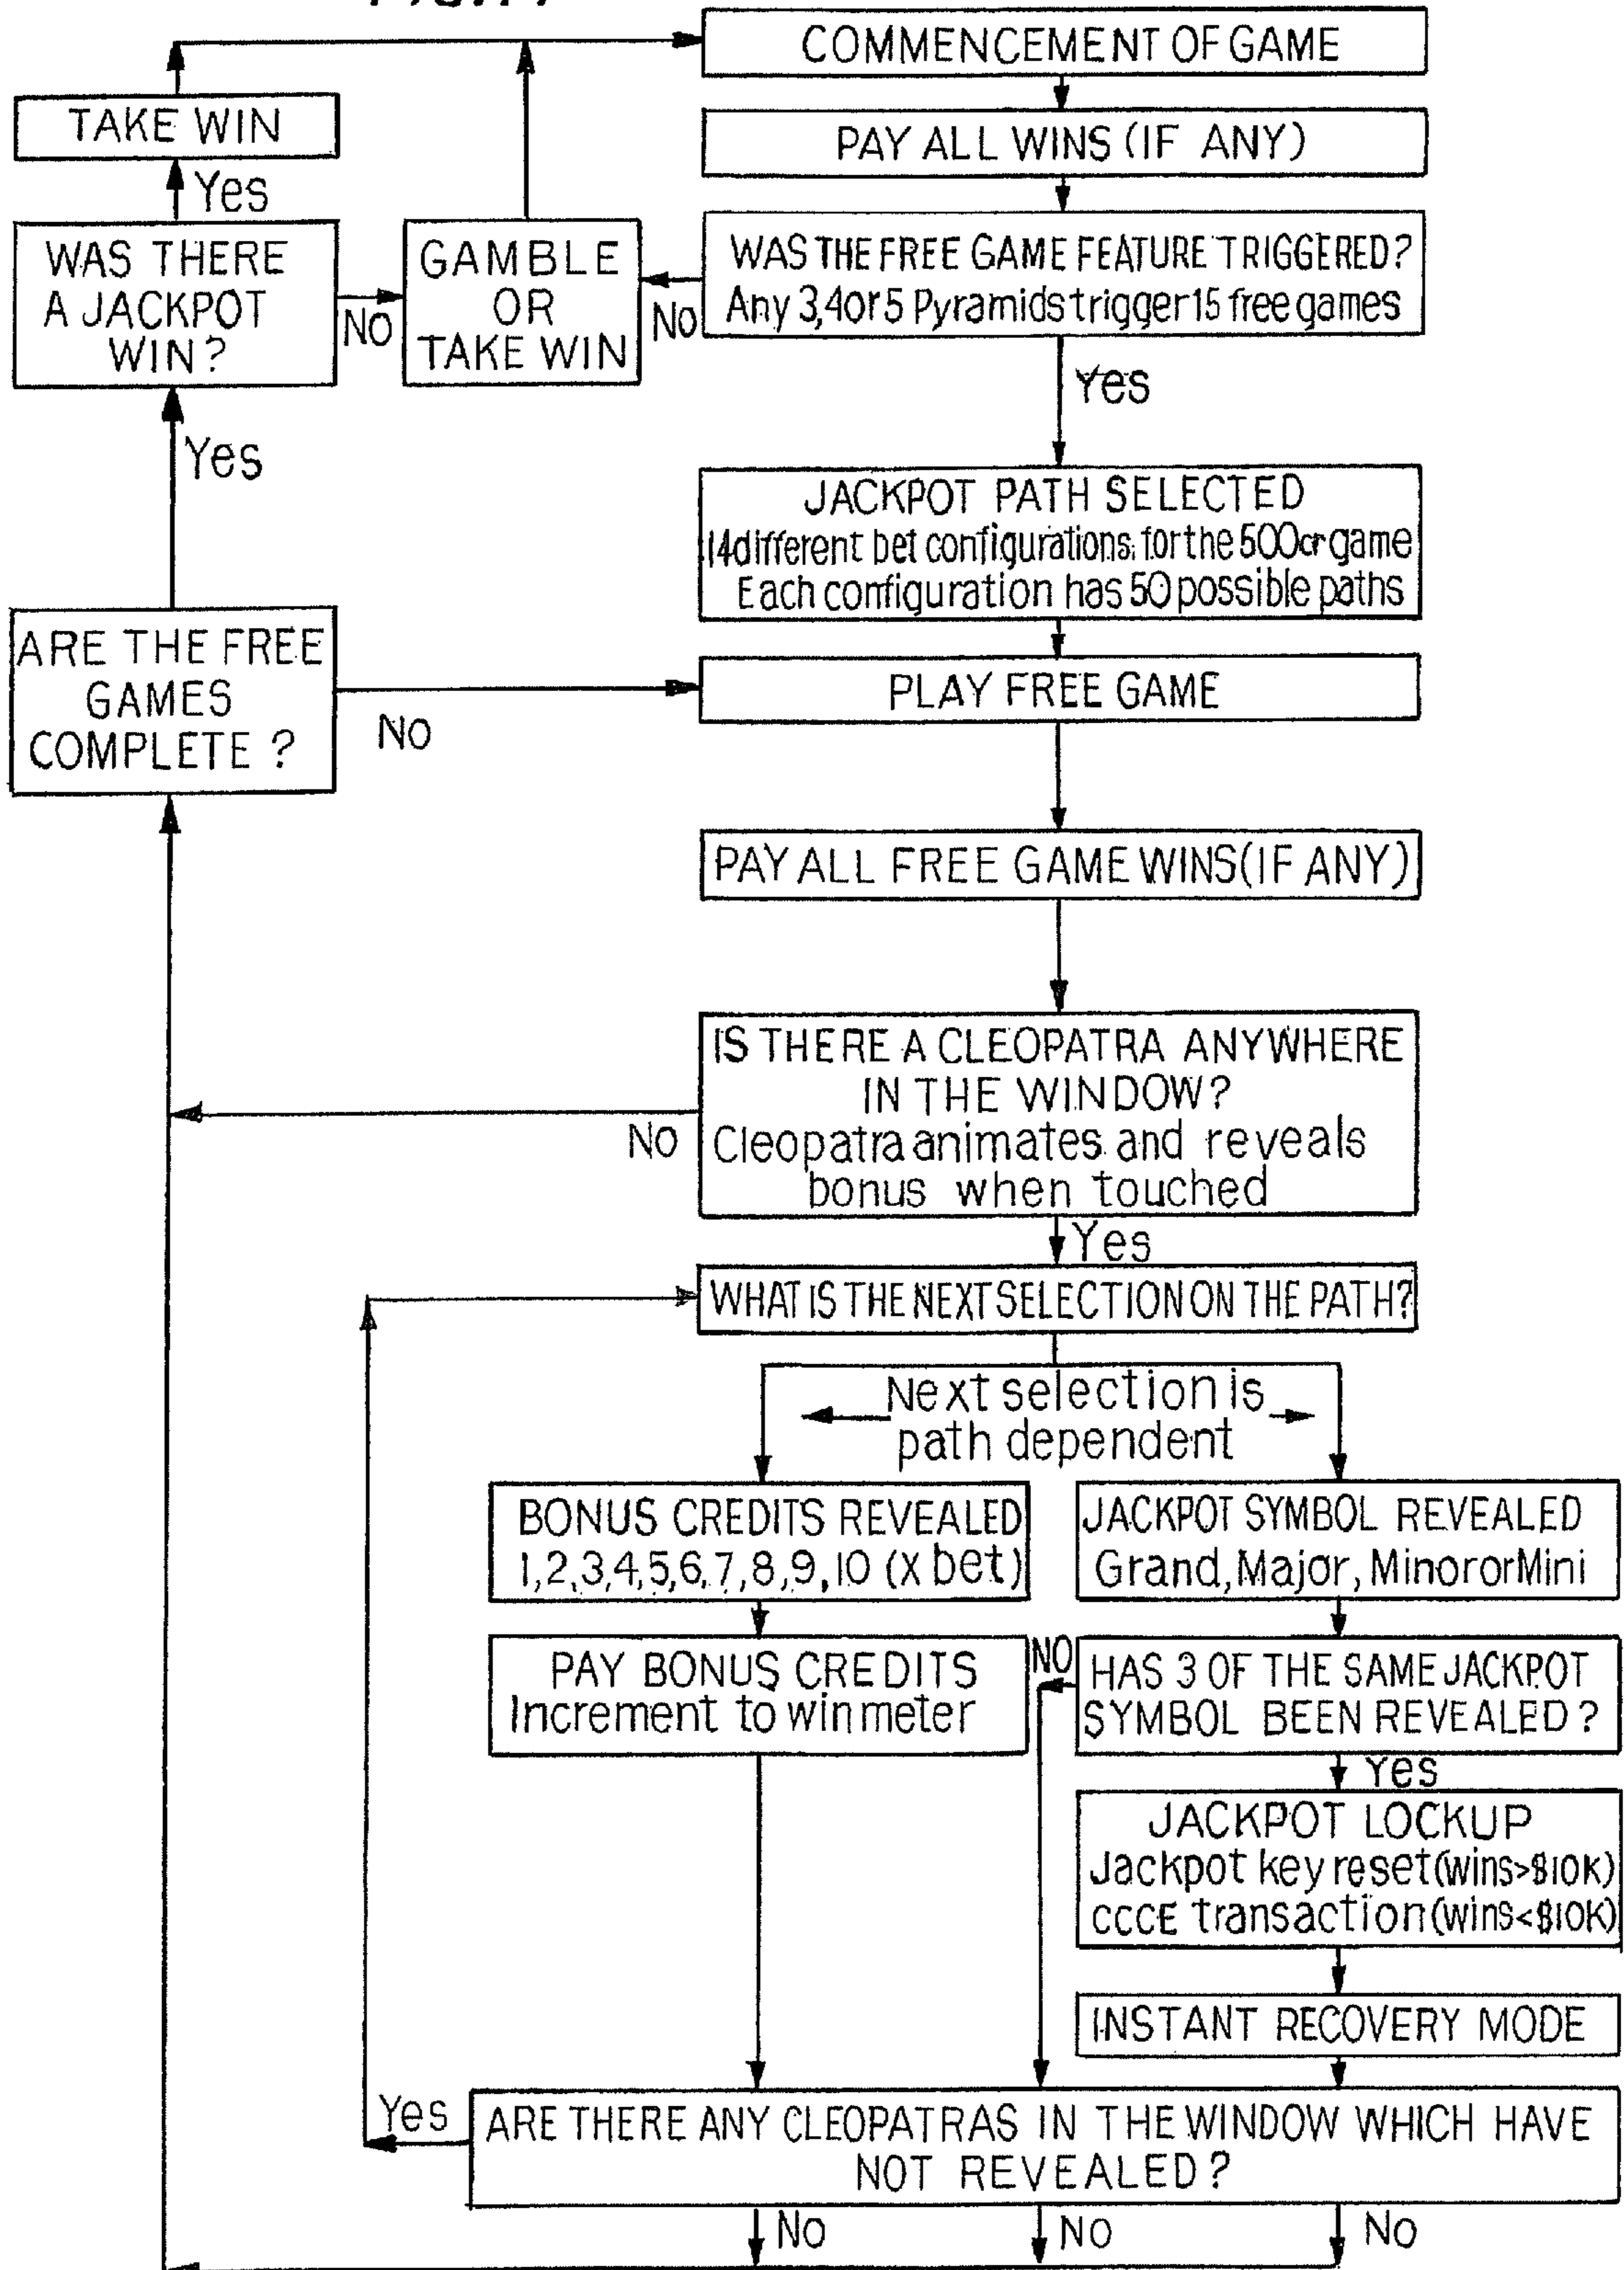 COMMENCEMENT OF GAME
TAKE WIN
PAY ALL WINS (IF ANY)
Yes
WAS THERE
A JACKPOT
WIN?
NO
GAMBLE
OR
TAKE WIN
NO
WAS THE FREE GAME FEATURE TRIGGERED?
Any 3,4 or 5 Pyramids trigger 15 free games
Yes
Yes
JACKPOT PATH SELECTED
14 different bet configurations for the 500cr game
Each configuration has 50 possible paths
ARE THE FREE
GAMES
COMPLETE ?
NO
PLAY FREE GAME
PAY ALL FREE GAME WINS (IF ANY)
IS THERE A CLEOPATRA ANYWHERE
IN THE WINDOW?
Cleopatra animates and reveals
bonus when touched
NO
Yes
WHAT IS THE NEXT SELECTION ON THE PATH?
Next selection is
path dependent
BONUS CREDITS REVEALED
1,2,3,4,5,6,7,8,9,10 (X bet)
JACKPOT SYMBOL REVEALED
Grand, Major, Minor or Mini
PAY BONUS CREDITS
Increment to win meter
NO
HAS 3 OF THE SAME JACKPOT
SYMBOL BEEN REVEALED ?
Yes
JACKPOT LOCKUP
Jackpot key reset (wins>$10K)
CCCE transaction (wins<$10K)
INSTANT RECOVERY MODE
Yes
ARE THERE ANY CLEOPATRAS IN THE WINDOW WHICH HAVE
NOT REVEALED ?
No
No
No